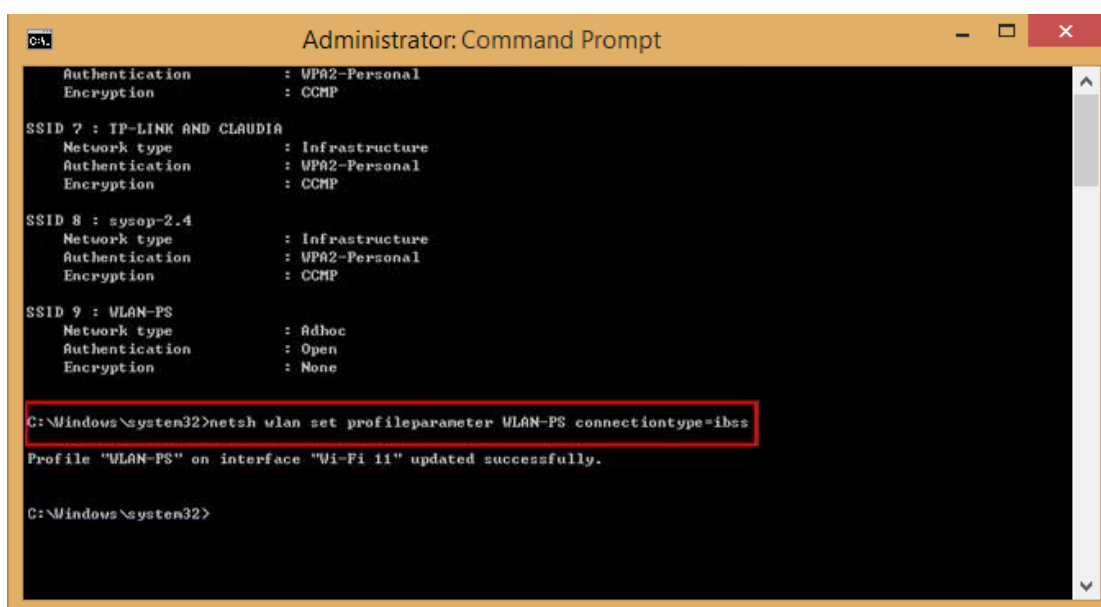 Administrator: Command Prompt
Authentication : WPA2-Personal
Encryption : CCMP
SSID 7 : TP-LINK AND CLAUDIA
Network type : Infrastructure
Authentication : WPA2-Personal
Encryption : CCMP
SSID 8 : sysop-2.4
Network type : Infrastructure
Authentication : WPA2-Personal
Encryption : CCMP
SSID 9 : WLAN-PS
Network type : Adhoc
Authentication : Open
Encryption : None
C:\Windows\system32>netsh wlan set profileparameter WLAN-PS connectiontype=ibss
Profile "WLAN-PS" on interface "Wi-Fi 11" updated successfully.
C:\Windows\system32>